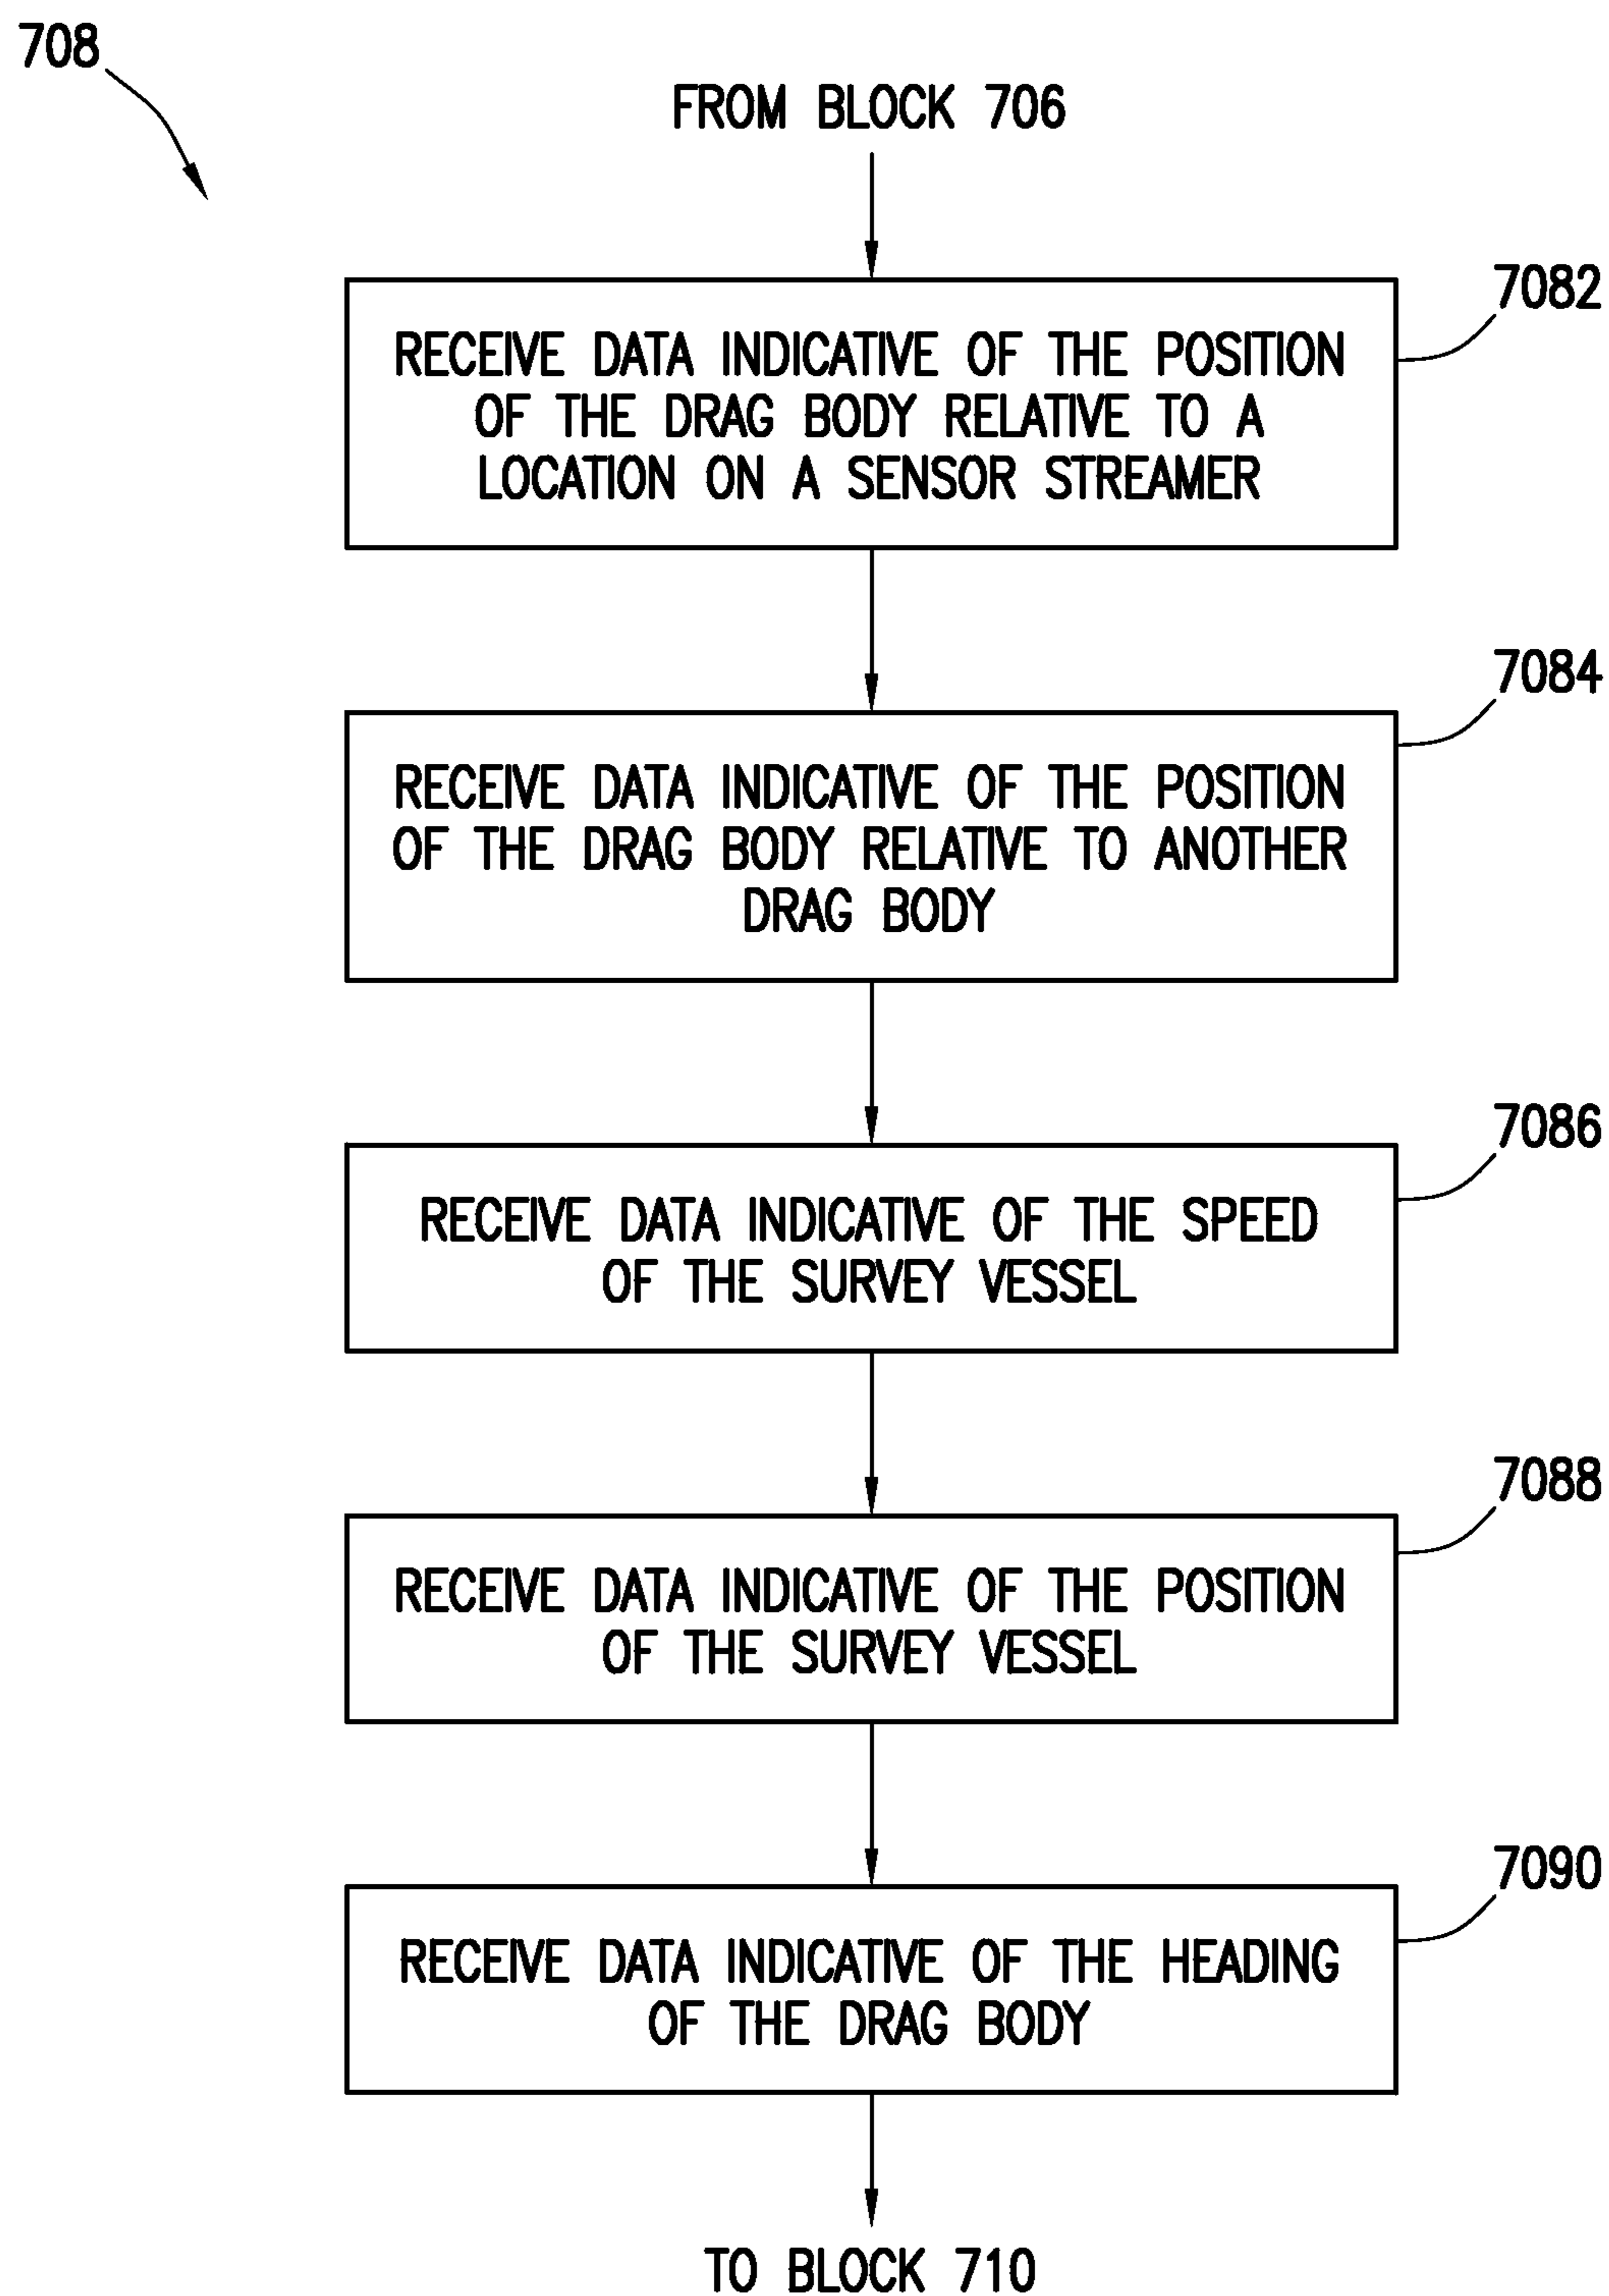 708
FROM BLOCK 706
7082
RECEIVE DATA INDICATIVE OF THE POSITION
OF THE DRAG BODY RELATIVE TO A
LOCATION ON A SENSOR STREAMER
7084
RECEIVE DATA INDICATIVE OF THE POSITION
OF THE DRAG BODY RELATIVE TO ANOTHER
DRAG BODY
7086
RECEIVE DATA INDICATIVE OF THE SPEED
OF THE SURVEY VESSEL
7088
RECEIVE DATA INDICATIVE OF THE POSITION
OF THE SURVEY VESSEL
7090
RECEIVE DATA INDICATIVE OF THE HEADING
OF THE DRAG BODY
TO BLOCK 710